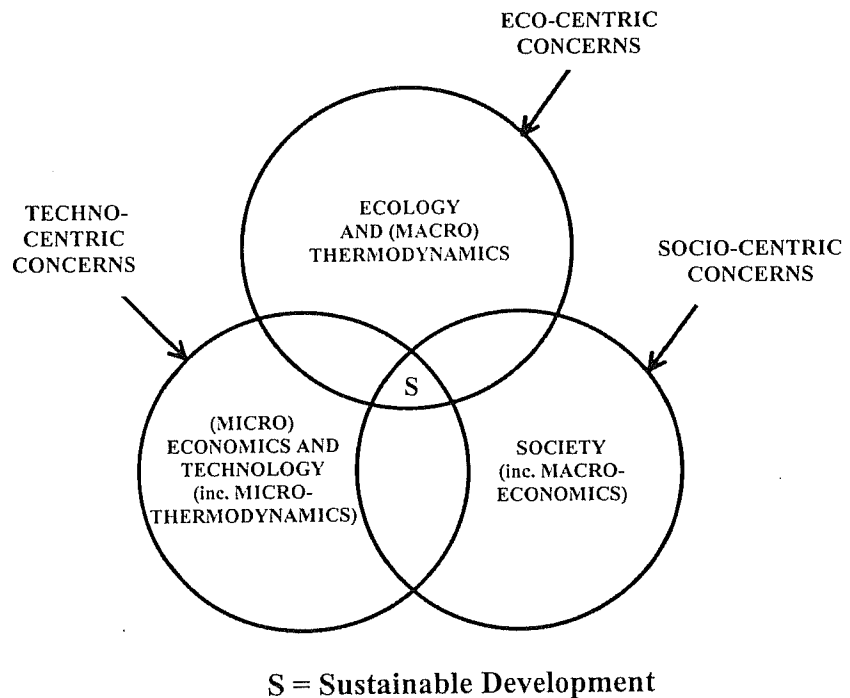 ECO-CENTRIC
CONCERNS
TECHNO-
CENTRIC
CONCERNS
ECOLOGY
AND (MACRO)
THERMODYNAMICS
SOCIO-CENTRIC
CONCERNS
S
(MICRO)
ECONOMICS AND
TECHNOLOGY
(inc. MICRO-
THERMODYNAMICS)
SOCIETY
(inc. MACRO-
ECONOMICS)
S = Sustainable Development